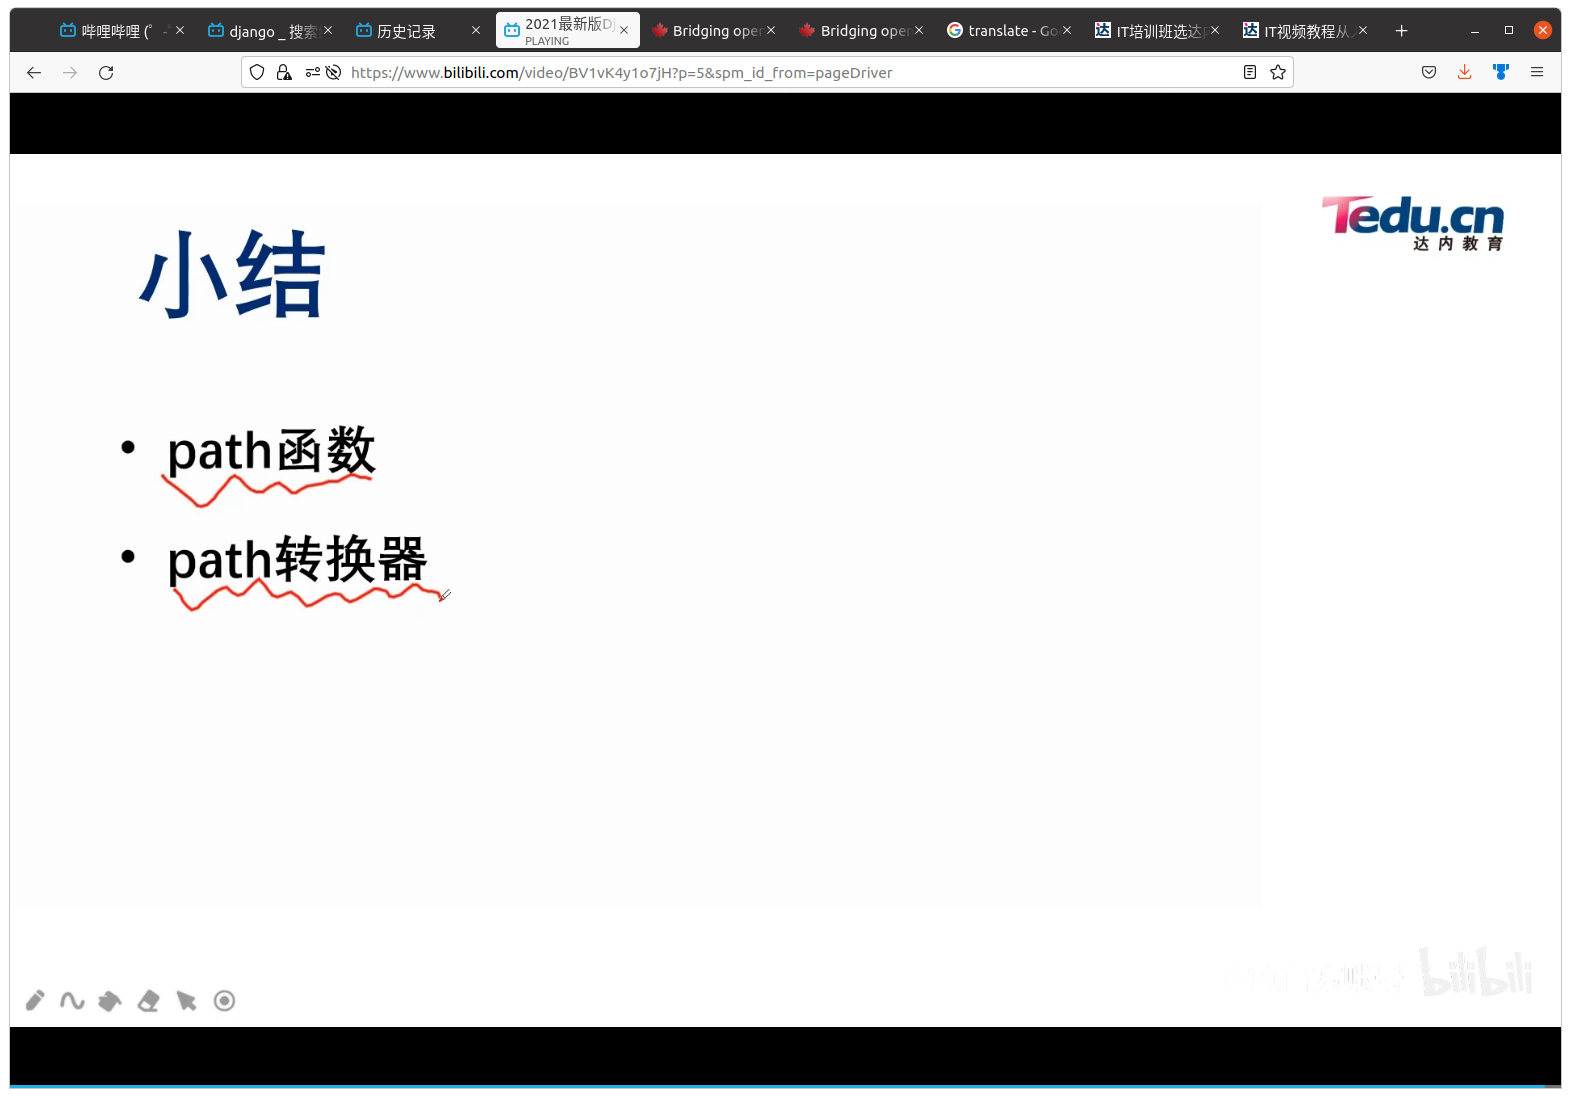 哔哩哔哩 (゜-゜
django _ 搜索
历史记录
2021最新版Dj
PLAYING
Bridging oper
Bridging oper
translate - Go
IT培训班选达内
IT视频教程从入
https://www.bilibili.com/video/BV1vK4y1o7jH?p=5&spm_id_from=pageDriver
Tedu.cn
达内教育
小结
• path函数
• path转换器
bilibili